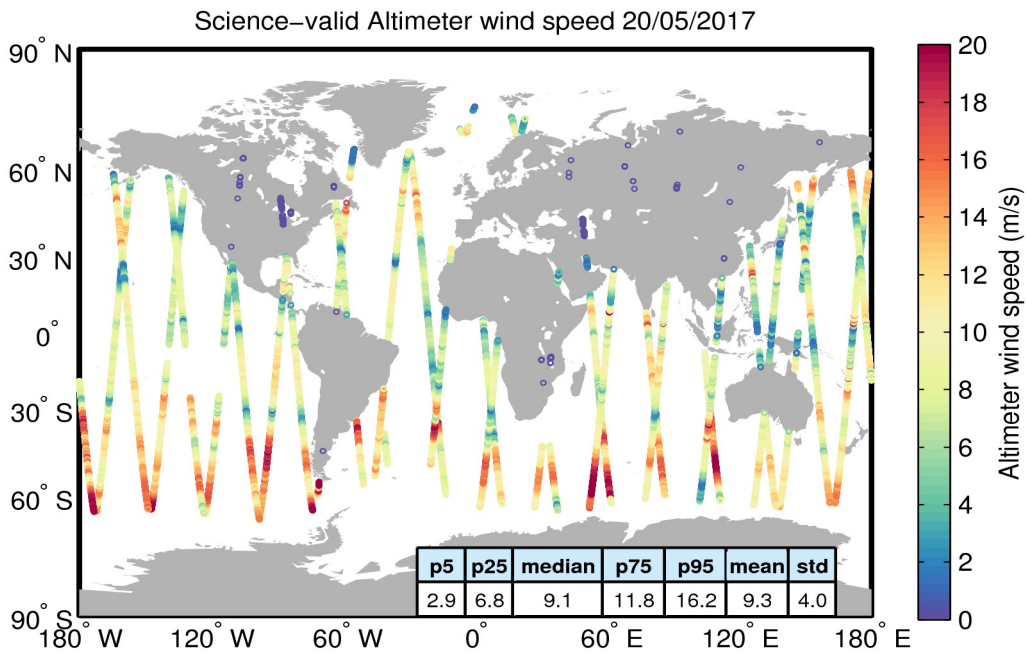 Science−valid Altimeter wind speed 20/05/2017
90° N
60° N
30° N
0°
30° S
60° S
90° S
180° W
120° W
60° W
0°
60° E
120° E
180° E
p5 p25 median p75 p95 mean std
2.9 6.8 9.1 11.8 16.2 9.3 4.0
20
18
16
14
12
10
8
6
4
2
0
Altimeter wind speed (m/s)